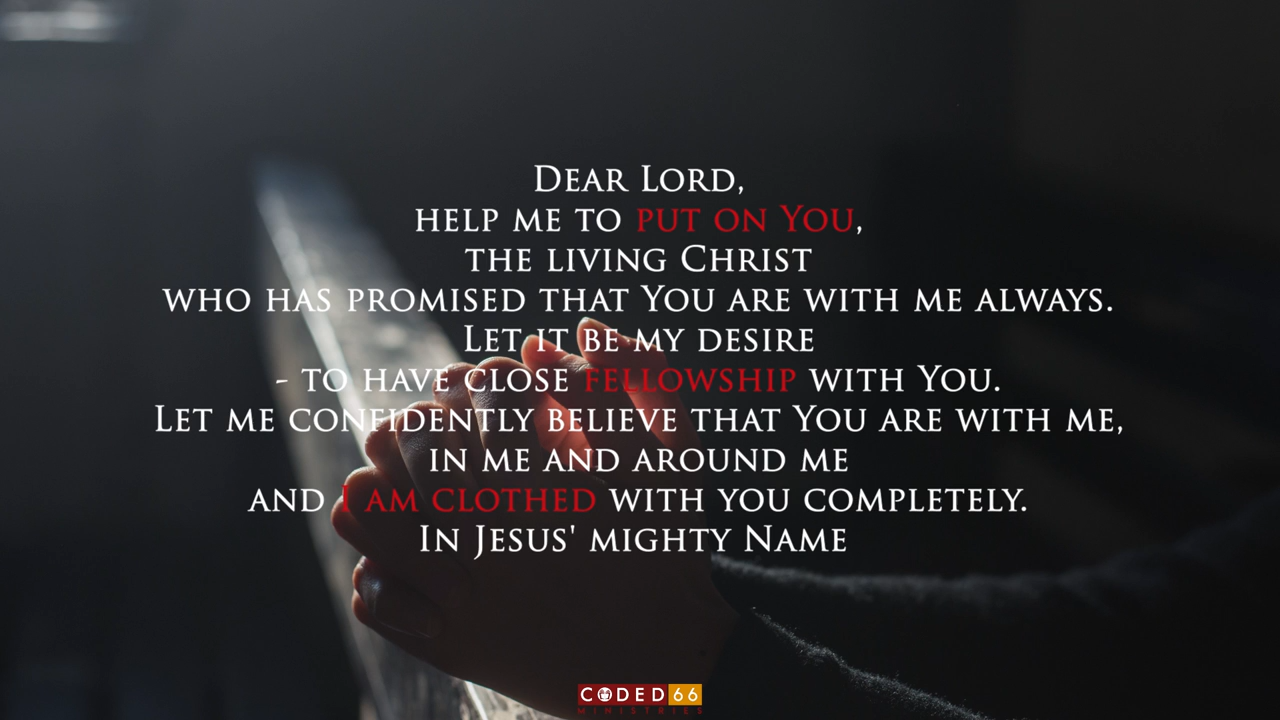 Dear Lord,
help me to put on You,
the living Christ
who has promised that You are with me always.
Let it be my desire
- to have close fellowship with You.
Let me confidently believe that You are with me,
in me and around me
and I am clothed with you completely.
In Jesus' mighty Name
CODED 66
MINISTRIES